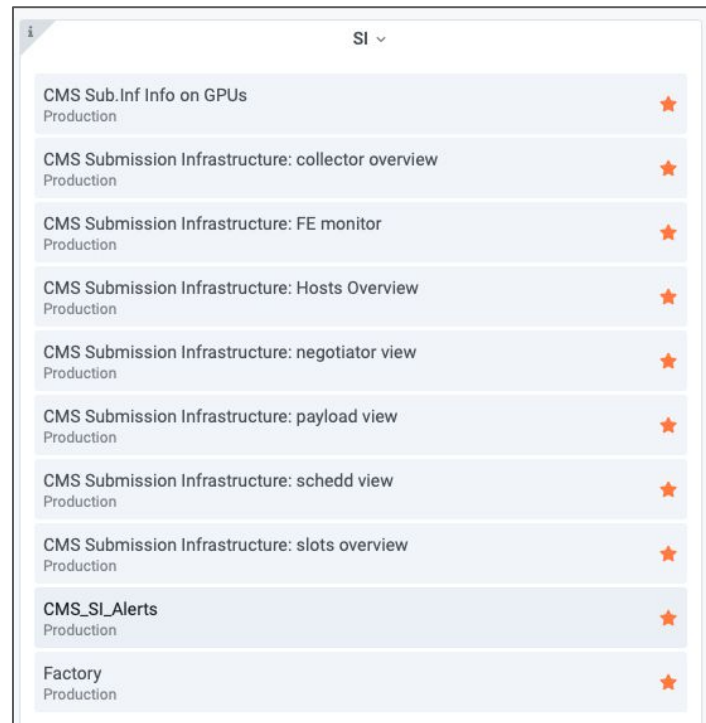 i
SI
CMS Sub.Inf Info on GPUs
Production
CMS Submission Infrastructure: collector overview
Production
CMS Submission Infrastructure: FE monitor
Production
CMS Submission Infrastructure: Hosts Overview
Production
CMS Submission Infrastructure: negotiator view
Production
CMS Submission Infrastructure: payload view
Production
CMS Submission Infrastructure: schedd view
Production
CMS Submission Infrastructure: slots overview
Production
CMS_SI_Alerts
Production
Factory
Production